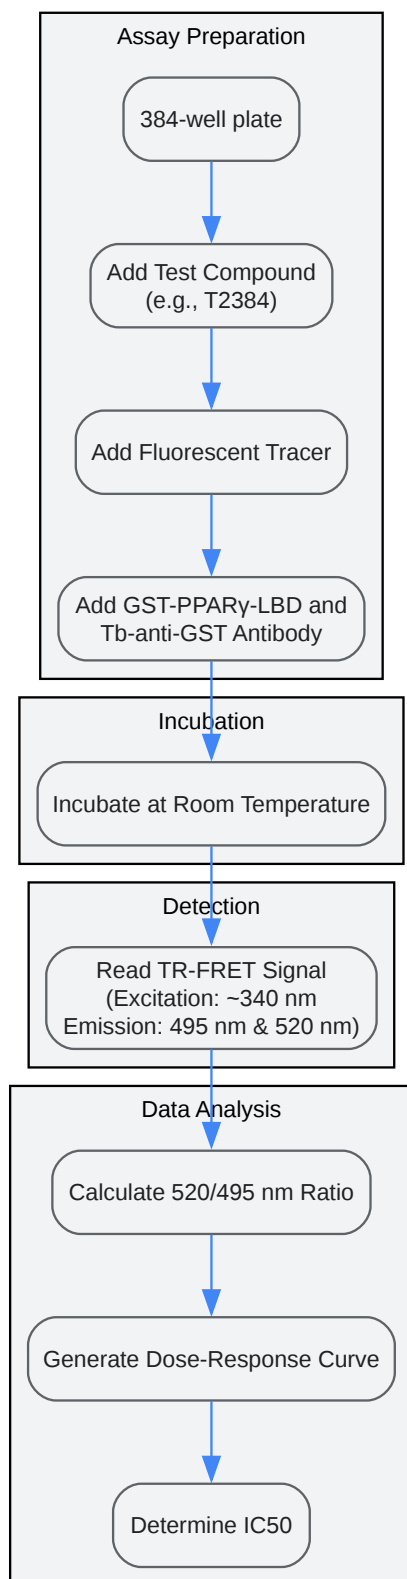 Assay Preparation
384-well plate
Add Test Compound
(e.g., T2384)
Add Fluorescent Tracer
Add GST-PPARγ-LBD and
Tb-anti-GST Antibody
Incubation
Incubate at Room Temperature
Detection
Read TR-FRET Signal
(Excitation: ~340 nm
Emission: 495 nm & 520 nm)
Data Analysis
Calculate 520/495 nm Ratio
Generate Dose-Response Curve
Determine IC50